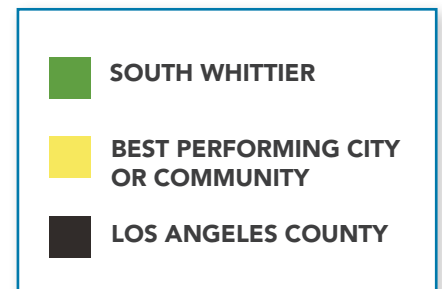 SOUTH WHITTIER
BEST PERFORMING CITY
OR COMMUNITY
LOS ANGELES COUNTY